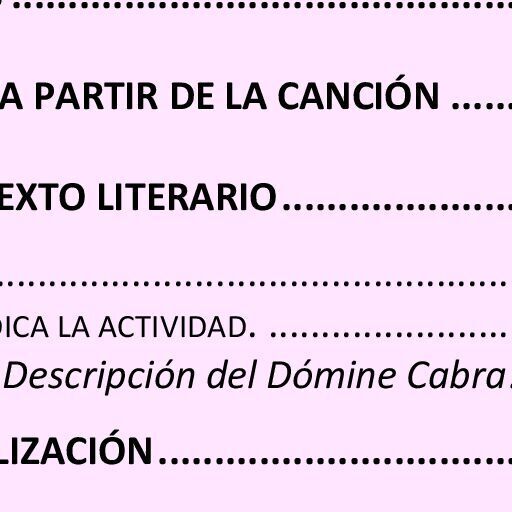 ..........................................
A PARTIR DE LA CANCIÓN ......
EXTO LITERARIO....................
..........................................
DICA LA ACTIVIDAD. .......................
Descripción del Dómine Cabra.
LIZACIÓN...............................